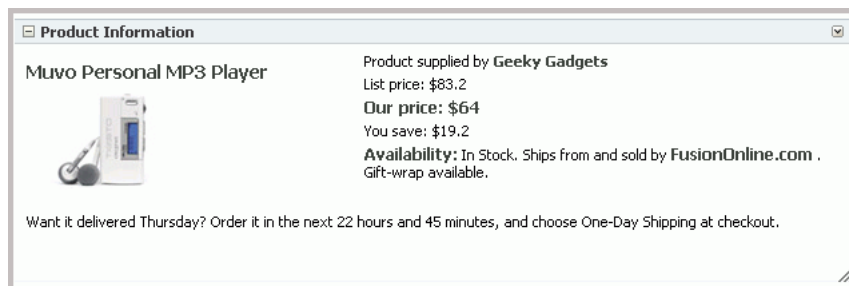 Product Information
Muvo Personal MP3 Player
Product supplied by Geeky Gadgets
List price: $83.2
Our price: $64
You save: $19.2
Availability: In Stock. Ships from and sold by FusionOnline.com .
Gift-wrap available.
Want it delivered Thursday? Order it in the next 22 hours and 45 minutes, and choose One-Day Shipping at checkout.